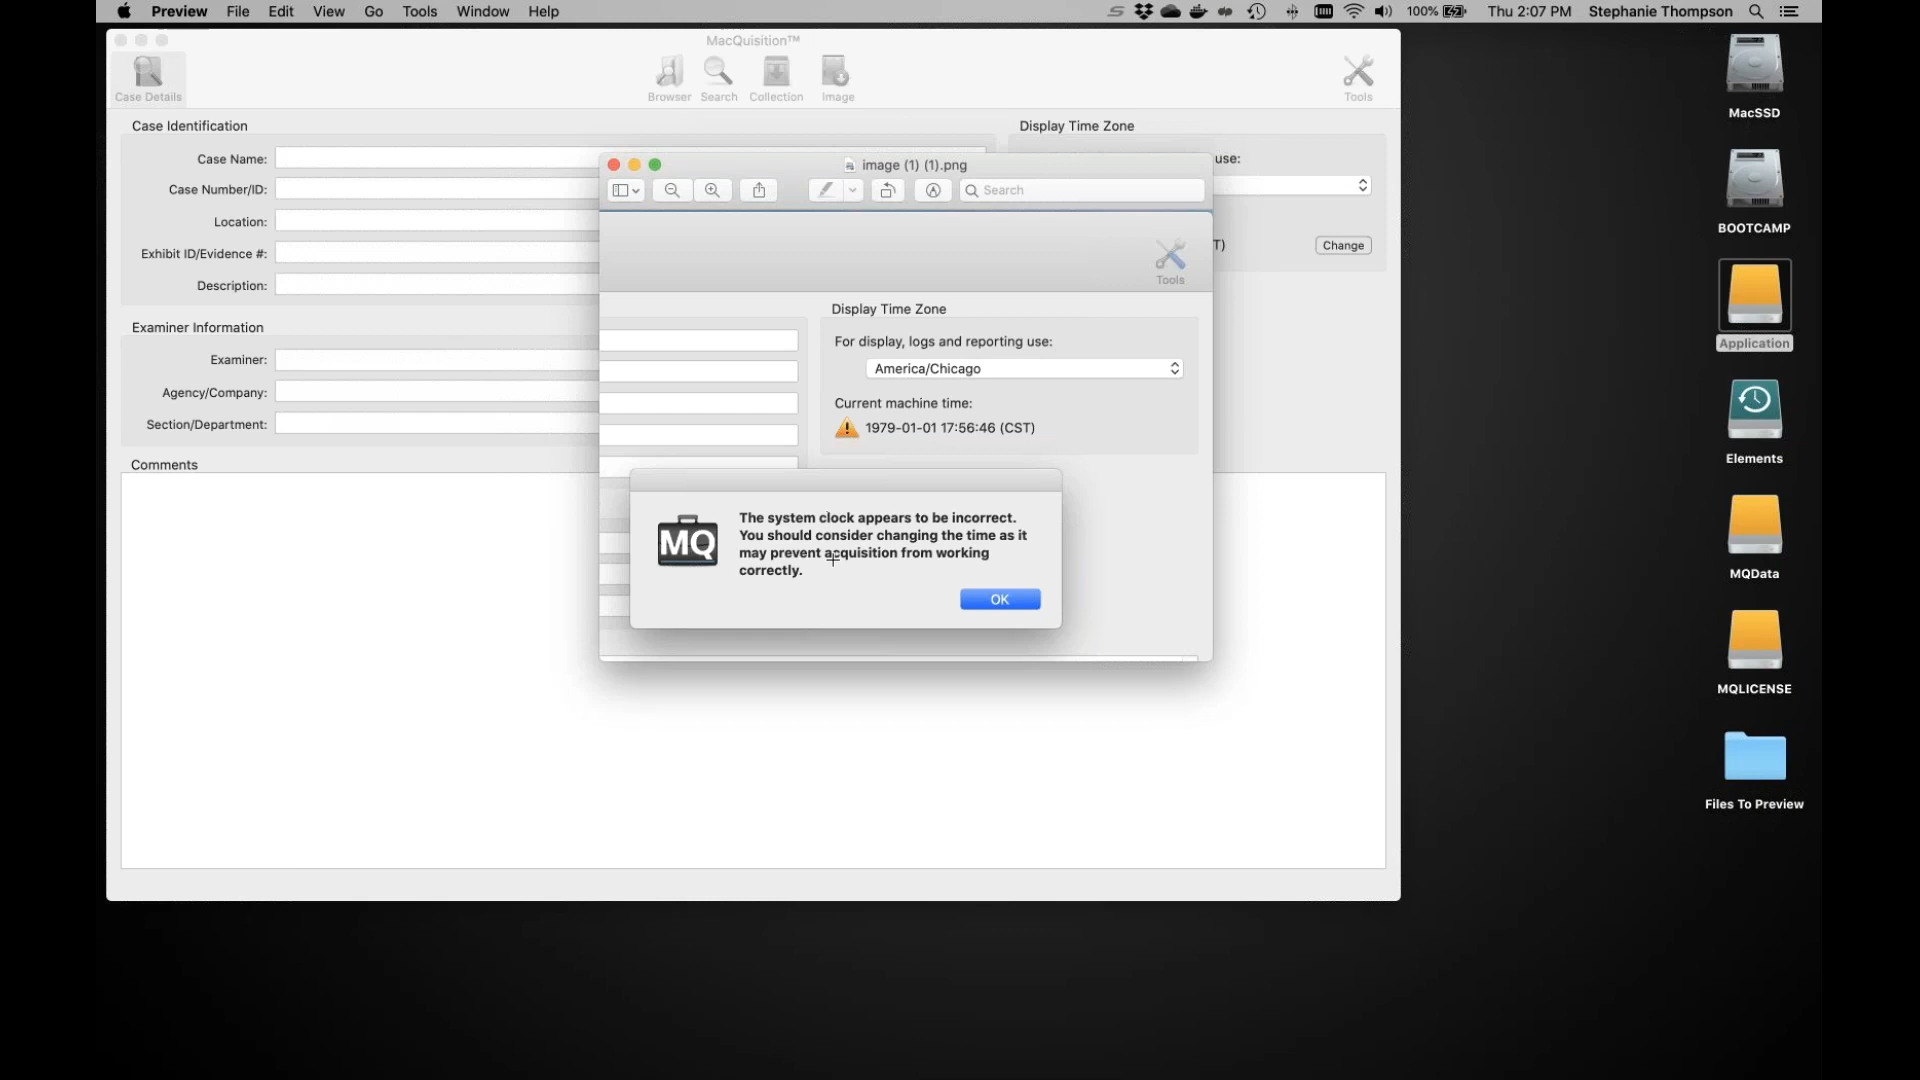 Preview File Edit View Go Tools Window Help
100% Thu 2:07 PM Stephanie Thompson
MacQuisition™
Case Details
Browser Search Collection Image
Tools
Case Identification
Case Name:
Case Number/ID:
Location:
Exhibit ID/Evidence #:
Description:
Examiner Information
Examiner:
Agency/Company:
Section/Department:
Comments
Display Time Zone
use:
T)
Change
image (1) (1).png
Search
Tools
Display Time Zone
For display, logs and reporting use:
America/Chicago
Current machine time:
1979-01-01 17:56:46 (CST)
MQ
The system clock appears to be incorrect.
You should consider changing the time as it
may prevent acquisition from working
correctly.
OK
MacSSD
BOOTCAMP
Application
Elements
MQData
MQLICENSE
Files To Preview